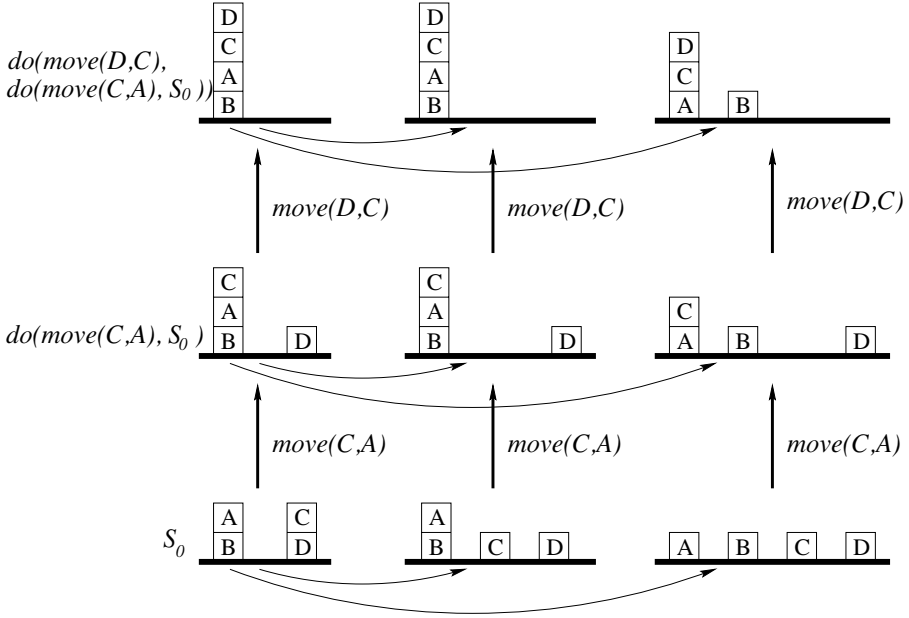 D D
C C D
do(move(D,C),
A A C
do(move(C,A), S0 ))
B B A B
move(D,C) move(D,C) move(D,C)
C C
A A C
do(move(C,A), S0 )
B D B D A B D
move(C,A) move(C,A) move(C,A)
A C A
S0
B D B C D A B C D